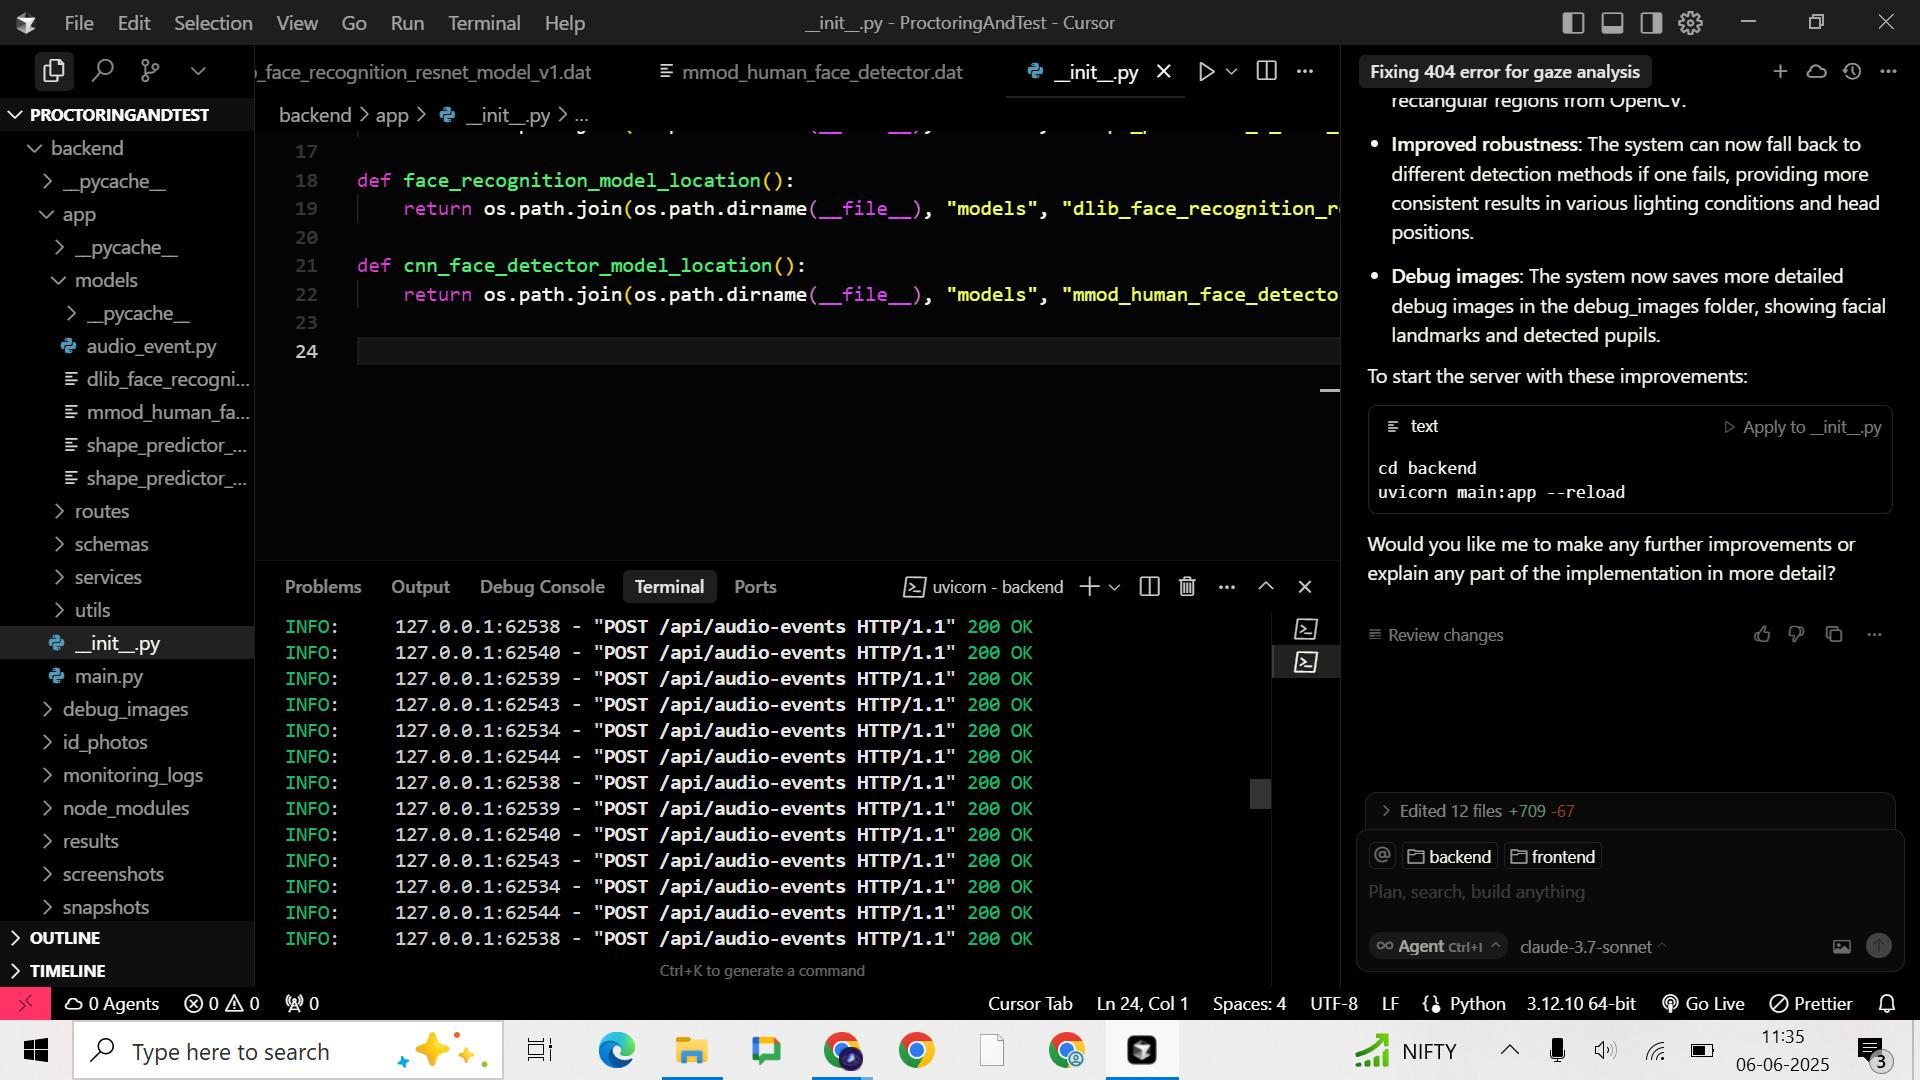 File Edit Selection View Go Run Terminal Help
__init__.py - ProctoringAndTest - Cursor
PROCTORINGANDTEST
backend
__pycache__
app
__pycache__
models
__pycache__
audio_event.py
dlib_face_recogni...
mmod_human_fa...
shape_predictor_...
shape_predictor_...
routes
schemas
services
utils
__init__.py
main.py
debug_images
id_photos
monitoring_logs
node_modules
results
screenshots
snapshots
OUTLINE
TIMELINE
_face_recognition_resnet_model_v1.dat
mmod_human_face_detector.dat
__init__.py
backend > app > __init__.py > ...
17
18 def face_recognition_model_location():
19 return os.path.join(os.path.dirname(__file__), "models", "dlib_face_recognition_r
20
21 def cnn_face_detector_model_location():
22 return os.path.join(os.path.dirname(__file__), "models", "mmod_human_face_detecto
23
24
Problems Output Debug Console Terminal Ports
uvicorn - backend
INFO: 127.0.0.1:62538 - "POST /api/audio-events HTTP/1.1" 200 OK
INFO: 127.0.0.1:62540 - "POST /api/audio-events HTTP/1.1" 200 OK
INFO: 127.0.0.1:62539 - "POST /api/audio-events HTTP/1.1" 200 OK
INFO: 127.0.0.1:62543 - "POST /api/audio-events HTTP/1.1" 200 OK
INFO: 127.0.0.1:62534 - "POST /api/audio-events HTTP/1.1" 200 OK
INFO: 127.0.0.1:62544 - "POST /api/audio-events HTTP/1.1" 200 OK
INFO: 127.0.0.1:62538 - "POST /api/audio-events HTTP/1.1" 200 OK
INFO: 127.0.0.1:62539 - "POST /api/audio-events HTTP/1.1" 200 OK
INFO: 127.0.0.1:62540 - "POST /api/audio-events HTTP/1.1" 200 OK
INFO: 127.0.0.1:62543 - "POST /api/audio-events HTTP/1.1" 200 OK
INFO: 127.0.0.1:62534 - "POST /api/audio-events HTTP/1.1" 200 OK
INFO: 127.0.0.1:62544 - "POST /api/audio-events HTTP/1.1" 200 OK
INFO: 127.0.0.1:62538 - "POST /api/audio-events HTTP/1.1" 200 OK
Ctrl+K to generate a command
Fixing 404 error for gaze analysis
rectangular regions from OpenCV.
• Improved robustness: The system can now fall back to
different detection methods if one fails, providing more
consistent results in various lighting conditions and head
positions.
• Debug images: The system now saves more detailed
debug images in the debug_images folder, showing facial
landmarks and detected pupils.
To start the server with these improvements:
text
Apply to __init__.py
cd backend
uvicorn main:app --reload
Would you like me to make any further improvements or
explain any part of the implementation in more detail?
Review changes
Edited 12 files +709 -67
@ backend frontend
Plan, search, build anything
Agent Ctrl+I
claude-3.7-sonnet
0 Agents 0 0 0
Cursor Tab Ln 24, Col 1 Spaces: 4 UTF-8 LF Python 3.12.10 64-bit Go Live Prettier
Type here to search
NIFTY
11:35
06-06-2025
3